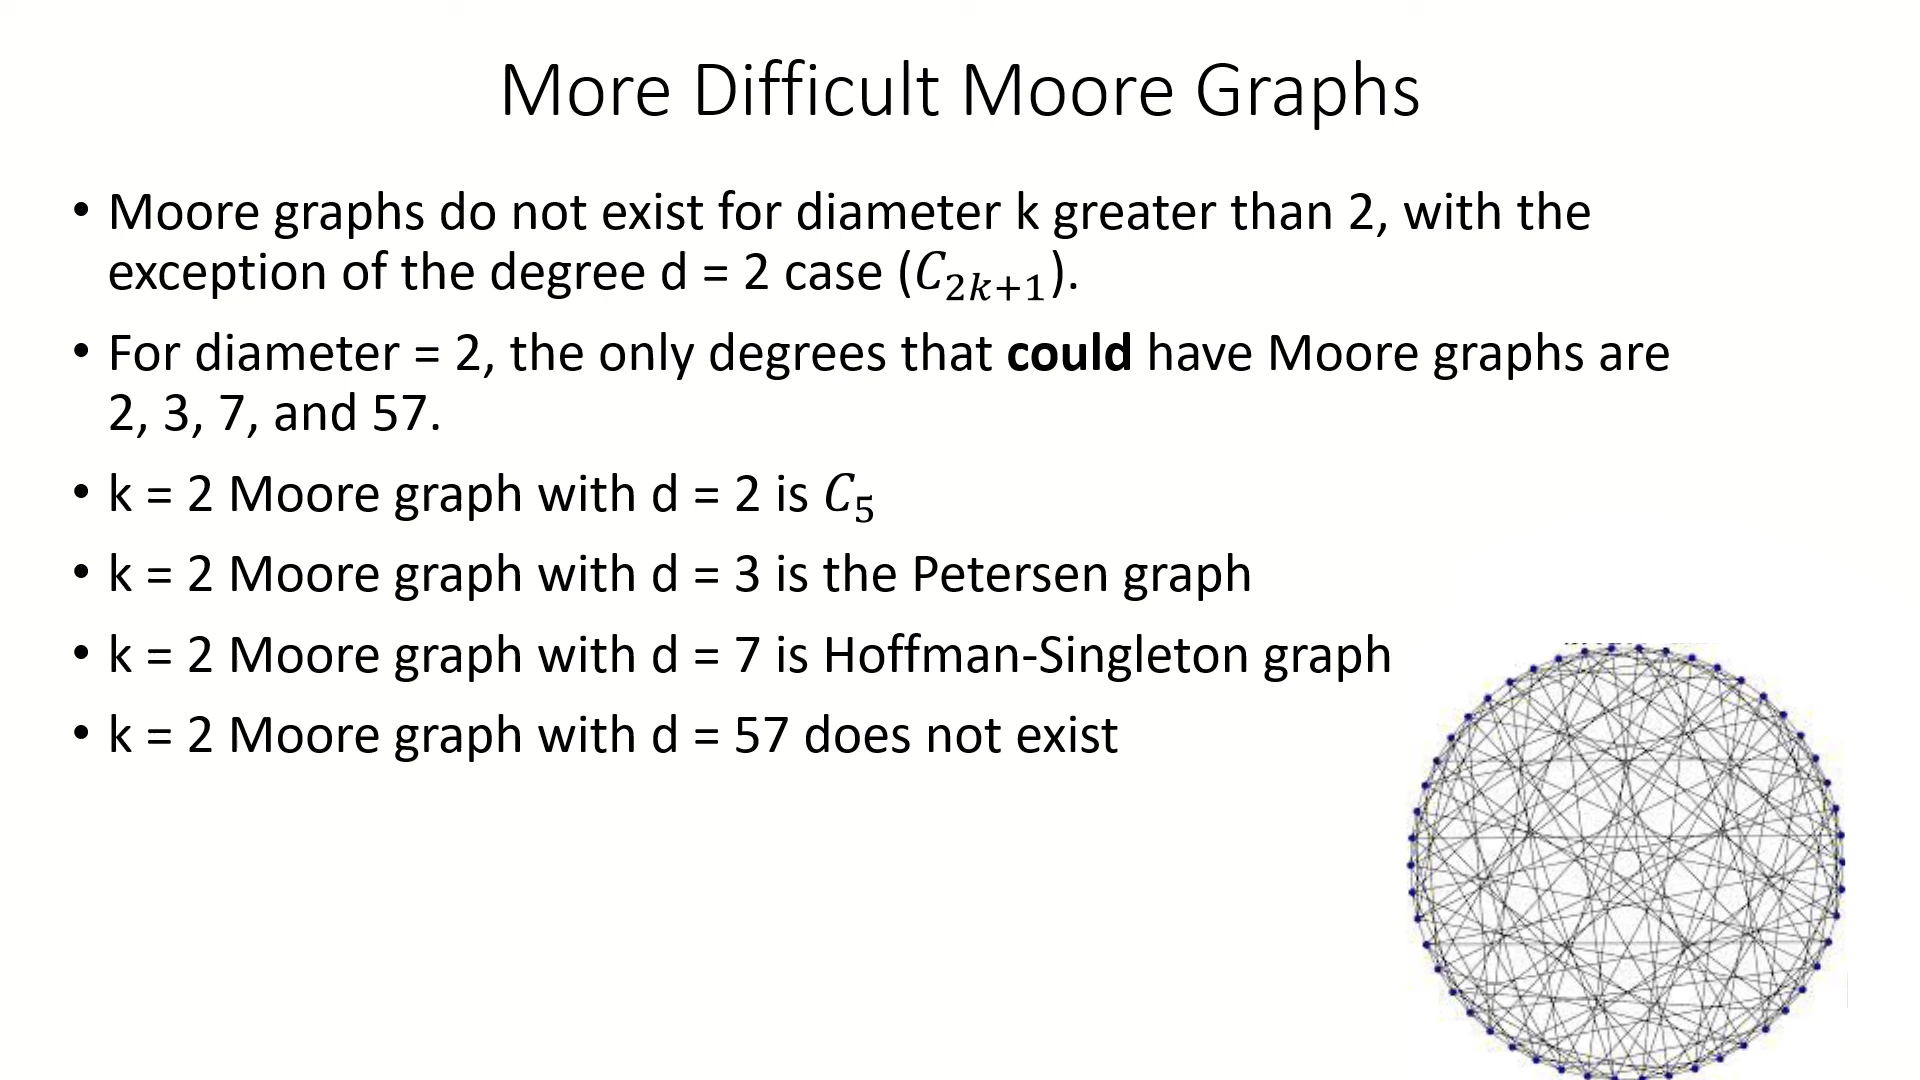 More Difficult Moore Graphs
• Moore graphs do not exist for diameter k greater than 2, with the
exception of the degree d = 2 case ($C_{2k+1}$).
• For diameter = 2, the only degrees that could have Moore graphs are
2, 3, 7, and 57.
• k = 2 Moore graph with d = 2 is $C_5$
• k = 2 Moore graph with d = 3 is the Petersen graph
• k = 2 Moore graph with d = 7 is Hoffman-Singleton graph
• k = 2 Moore graph with d = 57 does not exist